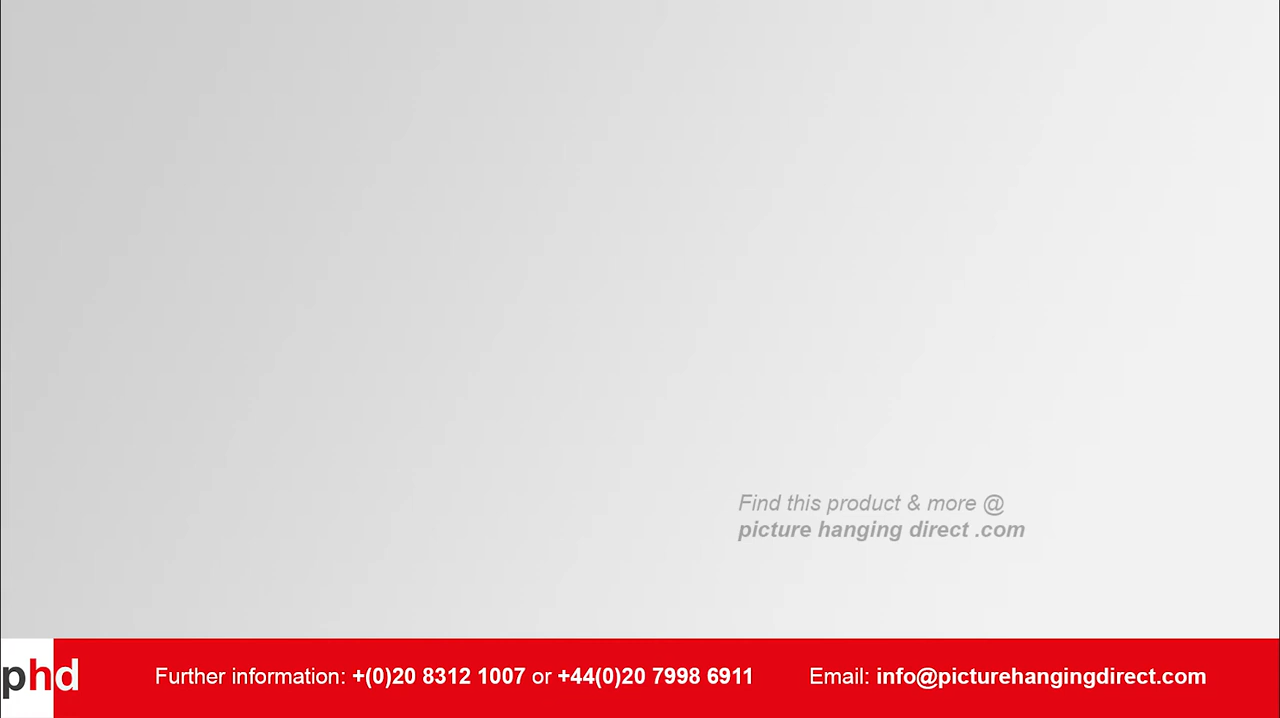 Find this product & more @
picture hanging direct .com
phd
Further information: +(0)20 8312 1007 or +44(0)20 7998 6911
Email: info@picturehangingdirect.com